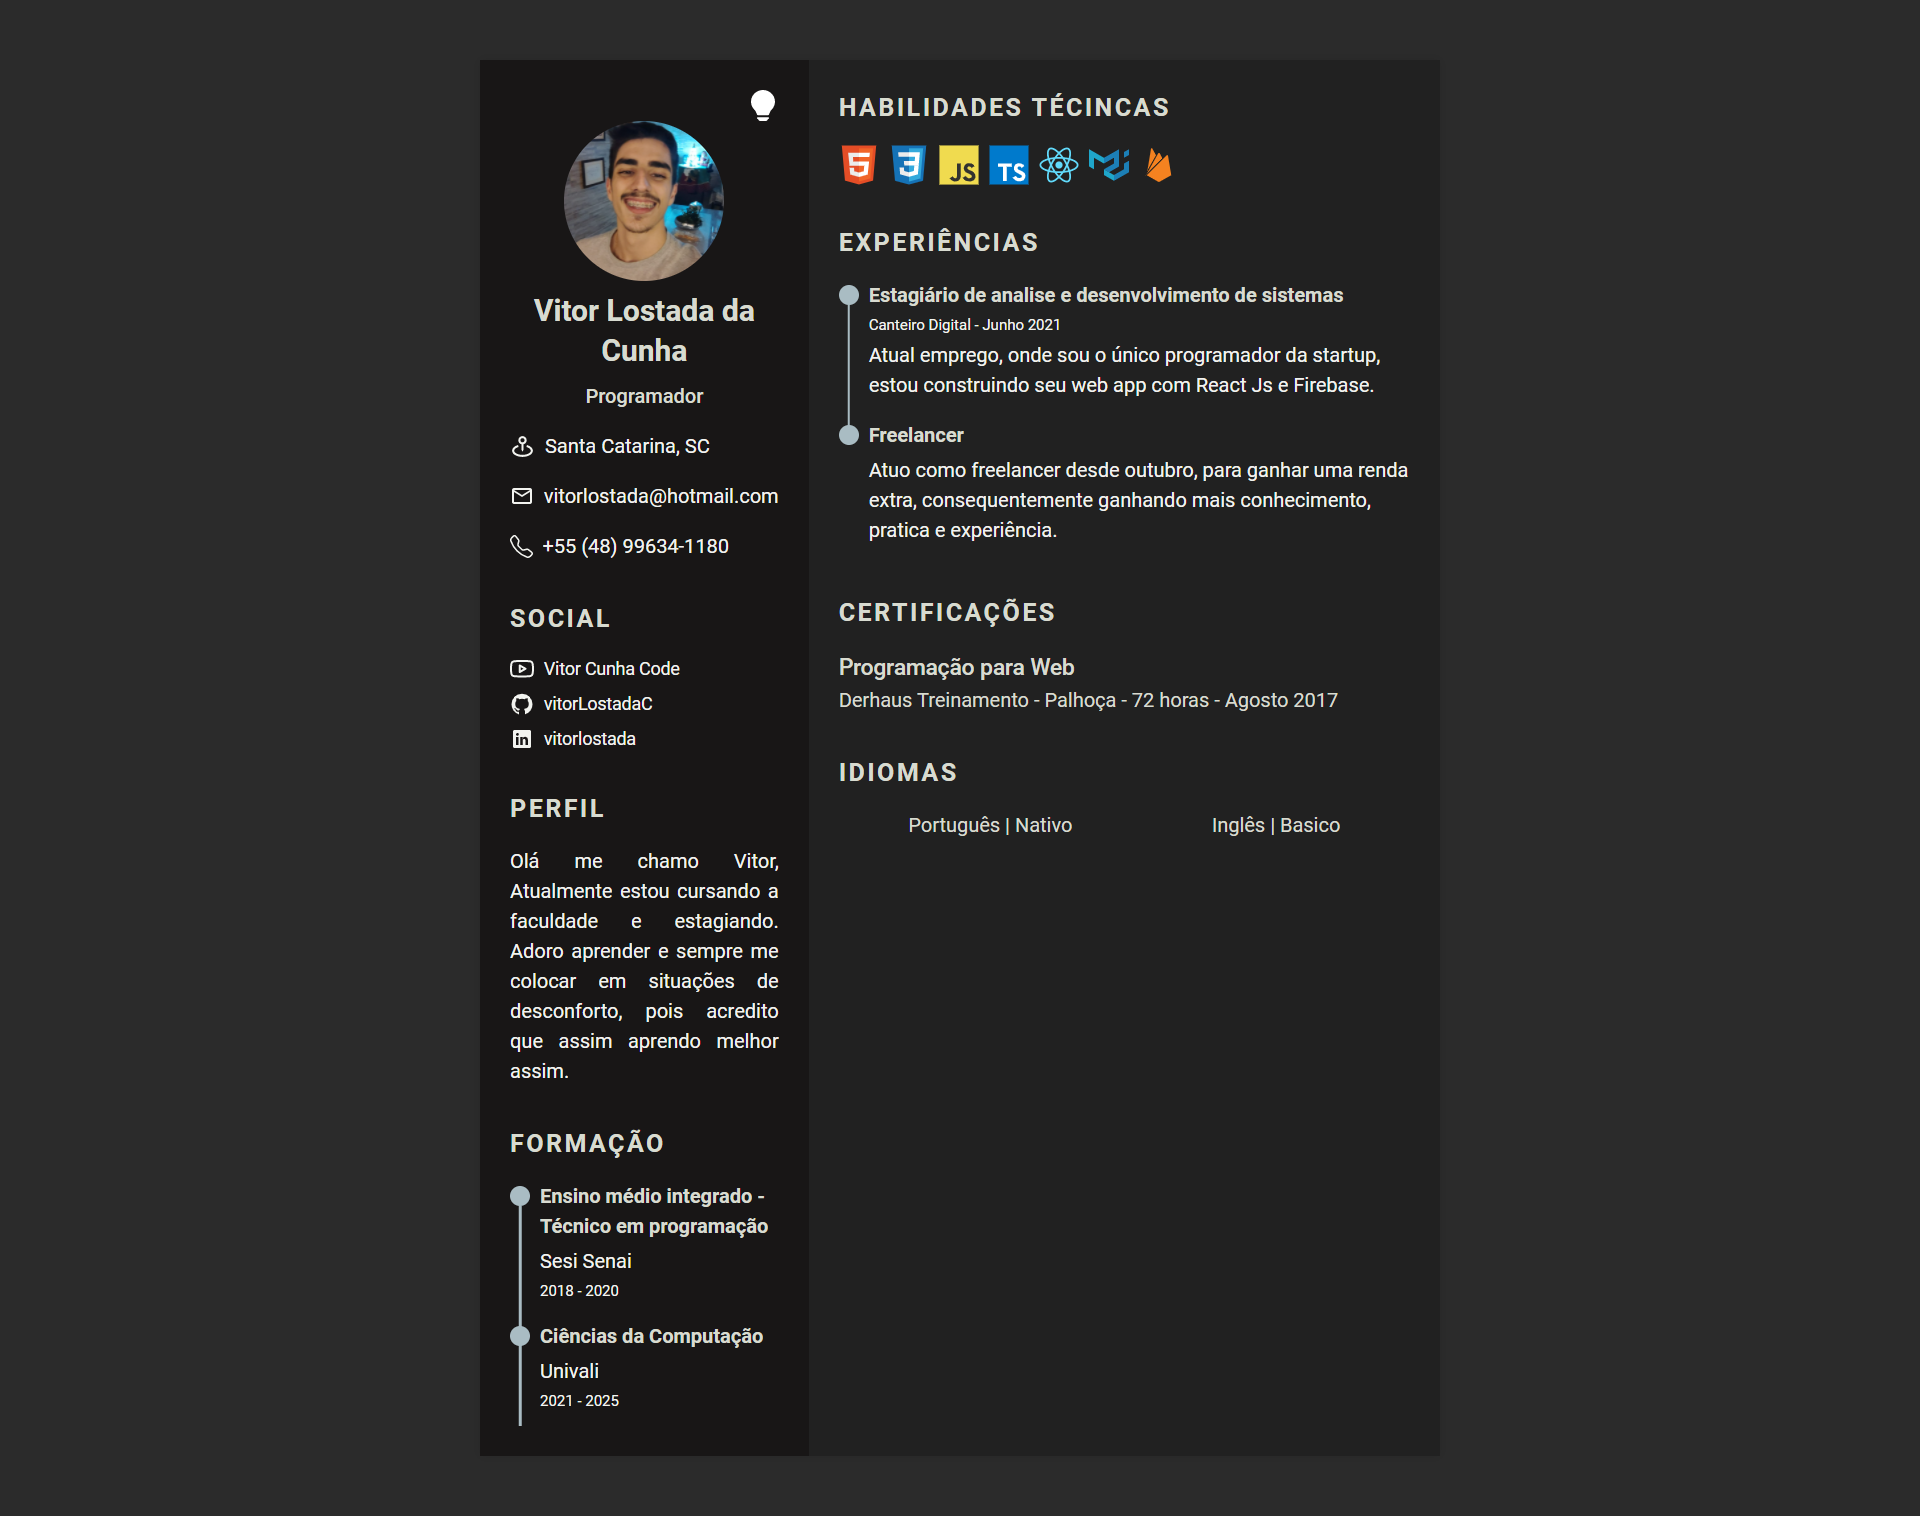 Vitor Lostada da
Cunha
Programador
Santa Catarina, SC
vitorlostada@hotmail.com
+55 (48) 99634-1180
SOCIAL
Vitor Cunha Code
vitorLostadaC
vitorlostada
PERFIL
Olá me chamo Vitor,
Atualmente estou cursando a
faculdade e estagiando.
Adoro aprender e sempre me
colocar em situações de
desconforto, pois acredito
que assim aprendo melhor
assim.
FORMAÇÃO
Ensino médio integrado -
Técnico em programação
Sesi Senai
2018 - 2020
Ciências da Computação
Univali
2021 - 2025
HABILIDADES TÉCINCAS
5 3 JS TS
EXPERIÊNCIAS
Estagiário de analise e desenvolvimento de sistemas
Canteiro Digital - Junho 2021
Atual emprego, onde sou o único programador da startup,
estou construindo seu web app com React Js e Firebase.
Freelancer
Atuo como freelancer desde outubro, para ganhar uma renda
extra, consequentemente ganhando mais conhecimento,
pratica e experiência.
CERTIFICAÇÕES
Programação para Web
Derhaus Treinamento - Palhoça - 72 horas - Agosto 2017
IDIOMAS
Português | Nativo
Inglês | Basico